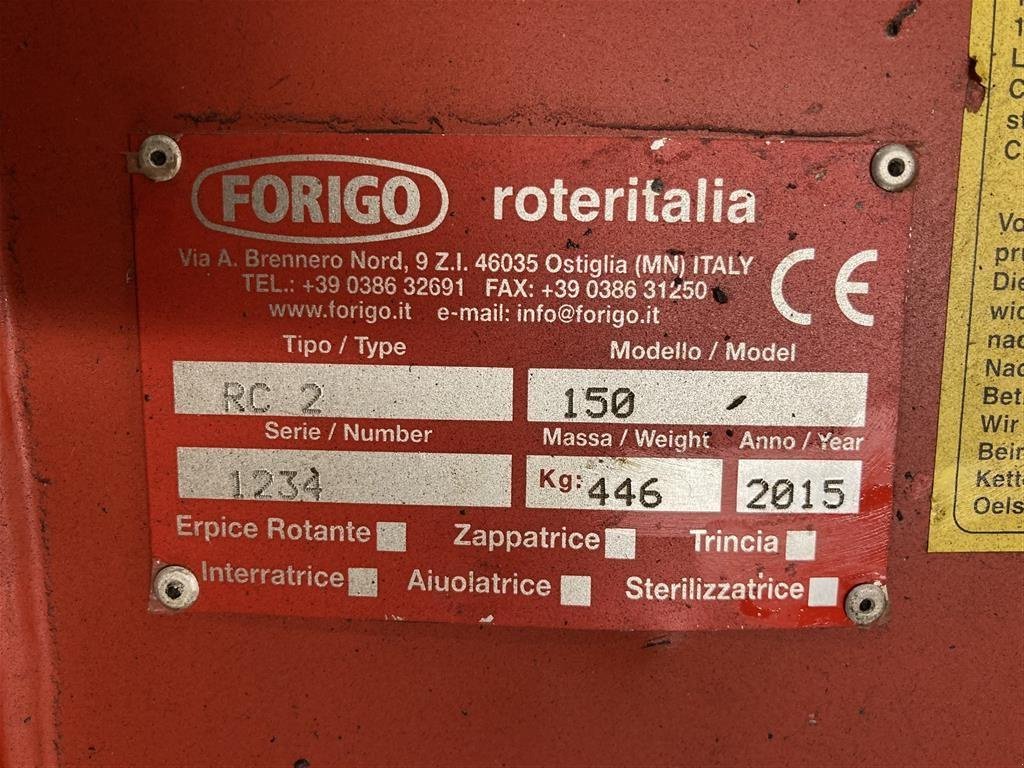 FORIGO roteritalia
Via A. Brennero Nord, 9 Z.I. 46035 Ostiglia (MN) ITALY
TEL.: +39 0386 32691 FAX: +39 0386 31250
www.forigo.it e-mail: info@forigo.it
CE
Tipo / Type Modello / Model
RC 2 150
Serie / Number Massa / Weight Anno / Year
1234 Kg: 446 2015
Erpice Rotante Zappatrice Trincia
Interratrice Aiuolatrice Sterilizzatrice
Wir